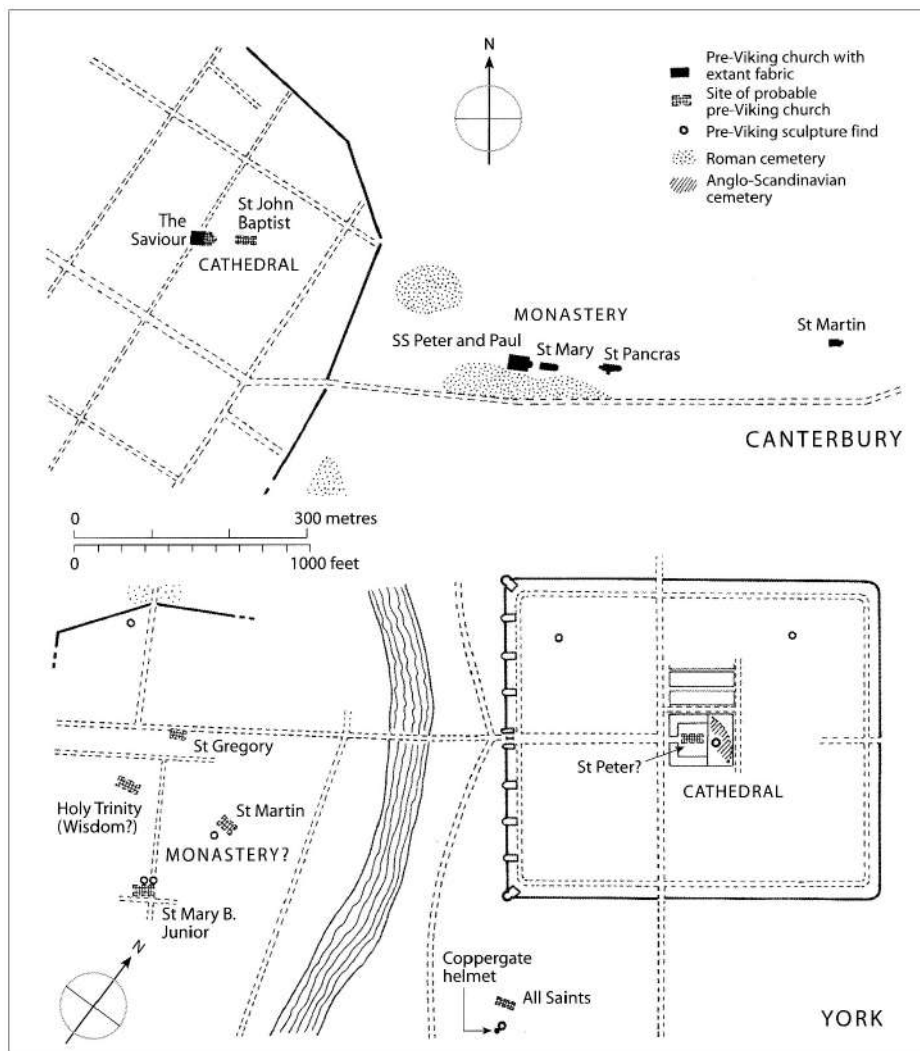 N
Pre-Viking church with
extant fabric
Site of probable
pre-Viking church
Pre-Viking sculpture find
Roman cemetery
Anglo-Scandinavian
cemetery
The
Saviour
St John
Baptist
CATHEDRAL
MONASTERY
SS Peter and Paul
St Mary
St Pancras
St Martin
CANTERBURY
0
300 metres
0
1000 feet
St Gregory
Holy Trinity
(Wisdom?)
St Martin
MONASTERY?
St Mary B.
Junior
N
St Peter?
CATHEDRAL
Coppergate
helmet
All Saints
YORK